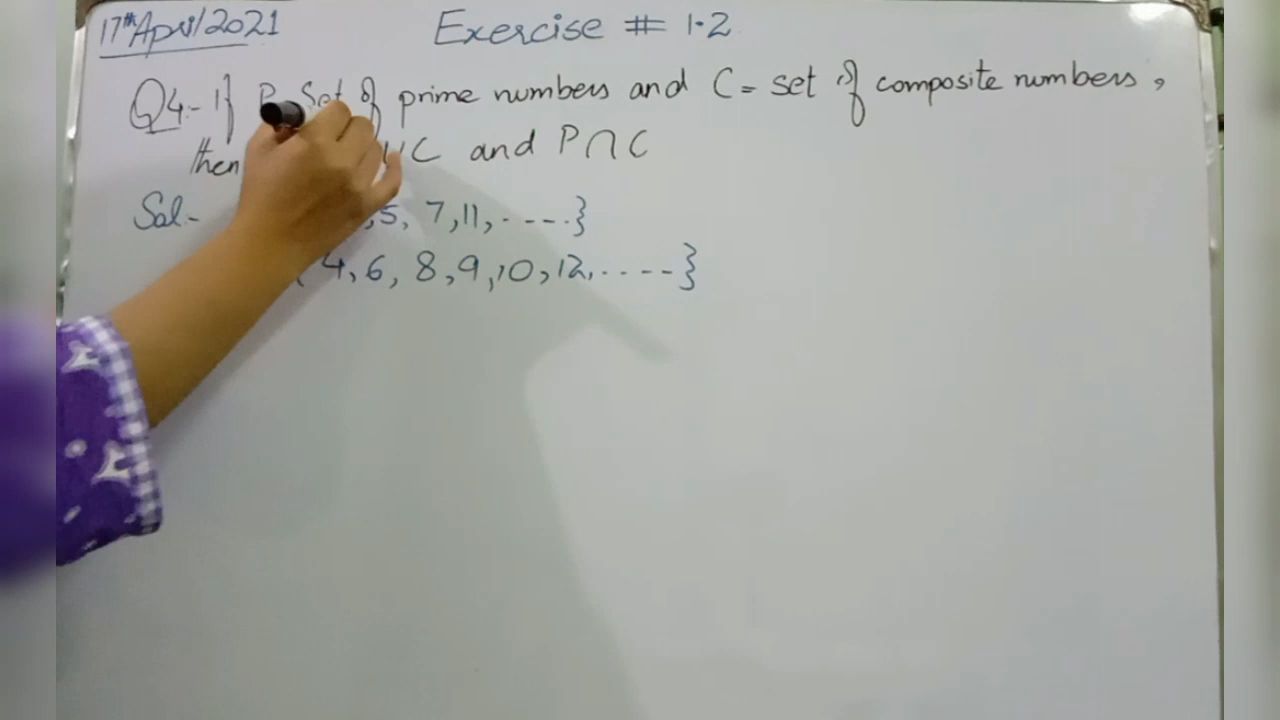 17th April/2021
Exercise # 1.2
Q4:- If P = Set of prime numbers and C = set of composite numbers,
then UC and P∩C
Sol:- ,5, 7,11, . - - - .}
4, 6, 8,9,10,12, . . . - - }